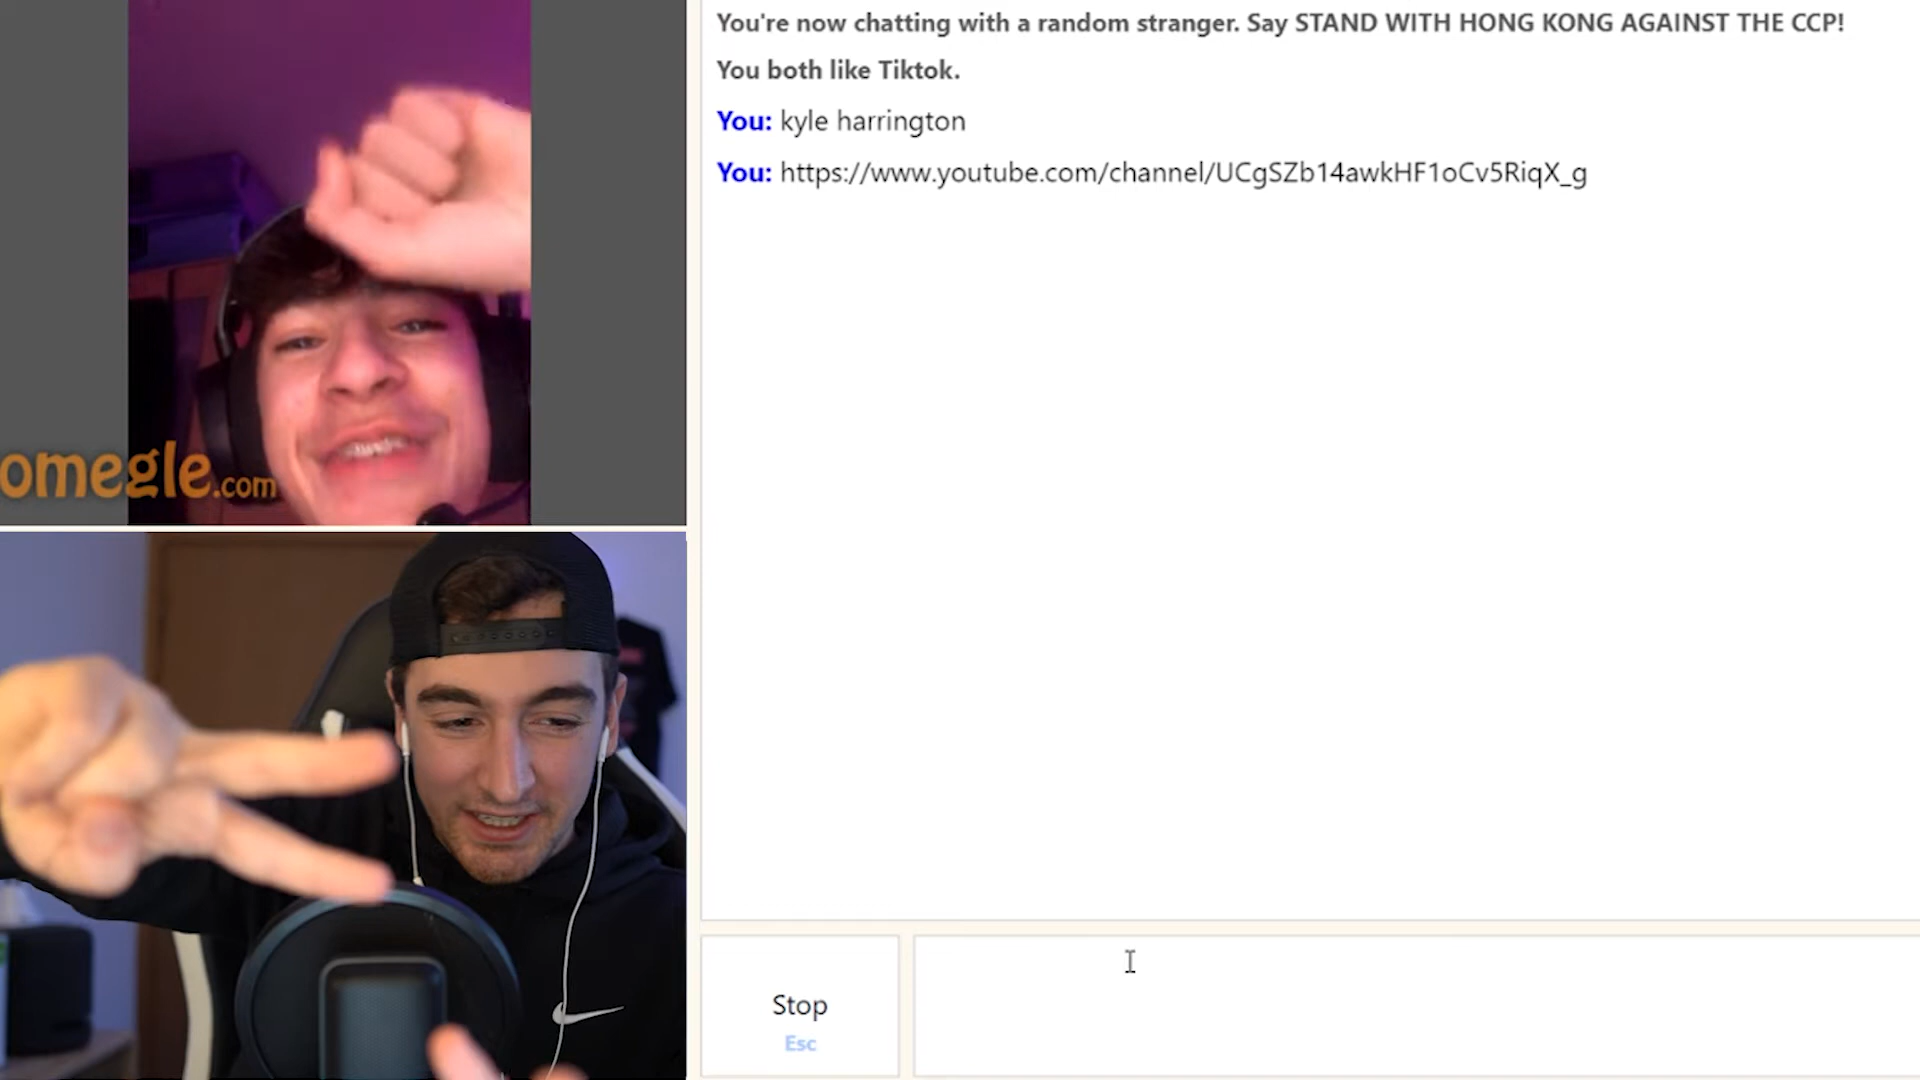 You're now chatting with a random stranger. Say STAND WITH HONG KONG AGAINST THE CCP!
You both like Tiktok.
You: kyle harrington
You: https://www.youtube.com/channel/UCgSZb14awkHF1oCv5RiqX_g
omegle.com
Stop
Esc